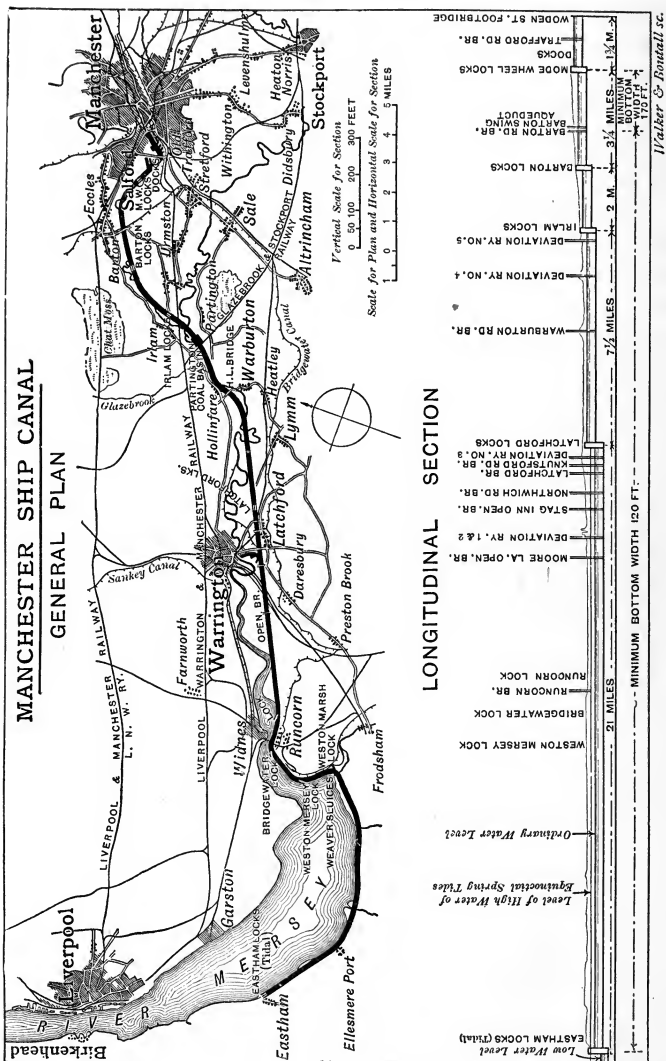 MANCHESTER SHIP CANAL
GENERAL PLAN
Birkenhead
Liverpool
RIVER
MERSEY
Eastham
EASTHAM LOCKS
(Tidal)
Ellesmere Port
Garston
LIVERPOOL & MANCHESTER RAILWAY
L. N. W. RY.
LIVERPOOL
WARRINGTON &
MANCHESTER
RAILWAY
Farnworth
Widnes
BRIDGEWATER
LOCK
LOCK
Runcorn
WESTON MERSEY
LOCK
WEAVER SLUICES
WESTON MARSH
LOCK
Frodsham
Sankey Canal
Warrington
OPEN. BR.
Preston Brook
Daresbury
Latchford
LATCHFORD LKS.
Lymm
Bridgewater
Canal
Heatley
Warburton
H.L. BRIDGE
Hollinfare
Glazebrook
Chat Moss
PARTINGTON
COAL BASIN
Partington
IRLAM LOCKS
Irlam
GLAZEBROOK & STOCKPORT
RAILWAY
Altrincham
Sale
Urmston
Barton
BARTON
LOCKS
Eccles
Salford
M.W.
LOCKS
DOCKS
Manchester
Old
Trafford
Stretford
Withington
Didsbury
Levenshulm
Heaton
Norris
Stockport
Vertical Scale for Section
0 50 100 200 300 FEET
Scale for Plan and Horizontal Scale for Section
1 0 1 2 3 4 5 MILES
LONGITUDINAL SECTION
Low Water Level
EASTHAM LOCKS (Tidal)
Level of High Water of
Equinoctial Spring Tides
Ordinary Water Level
WESTON MERSEY LOCK
BRIDGEWATER LOCK
RUNCORN BR.
RUNCORN LOCK
MOORE LA. OPEN. BR.
DEVIATION RY. 1 & 2
STAG INN OPEN. BR.
NORTHWICH RD. BR.
LATCHFORD BR.
KNUTSFORD RD. BR.
DEVIATION RY. NO. 3
LATCHFORD LOCKS
WARBURTON RD. BR.
DEVIATION RY. NO. 4
DEVIATION RY. NO. 5
IRLAM LOCKS
BARTON LOCKS
BARTON RD. BR.
BARTON SWING
AQUEDUCT
MODE WHEEL LOCKS
DOCKS
TRAFFORD RD. BR.
WODEN ST. FOOTBRIDGE
21 MILES
7½ MILES
2 M.
3¼ MILES
1¾ M.
MINIMUM BOTTOM WIDTH 120 FT.
MINIMUM
BOTTOM
WIDTH
170 FT.
Walker & Boutall sc.